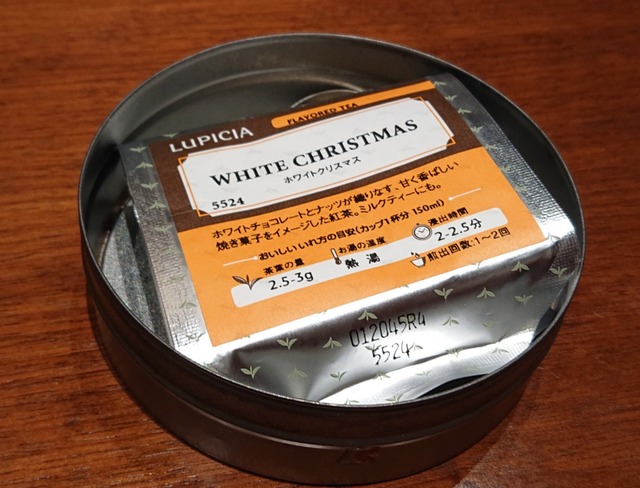 LUPICIA
FLAVORED TEA
WHITE CHRISTMAS
ホワイトクリスマス
5524
ホワイトチョコレートとナッツが織りなす、甘く香ばしい
焼き菓子をイメージした紅茶。ミルクティーにも。
おいしいいれ方の目安(カップ1杯分 150ml)
茶葉の量
2.5-3g
お湯の温度
熱湯
浸出時間
2-2.5分
煎出回数:1～2回
012045R4
5524